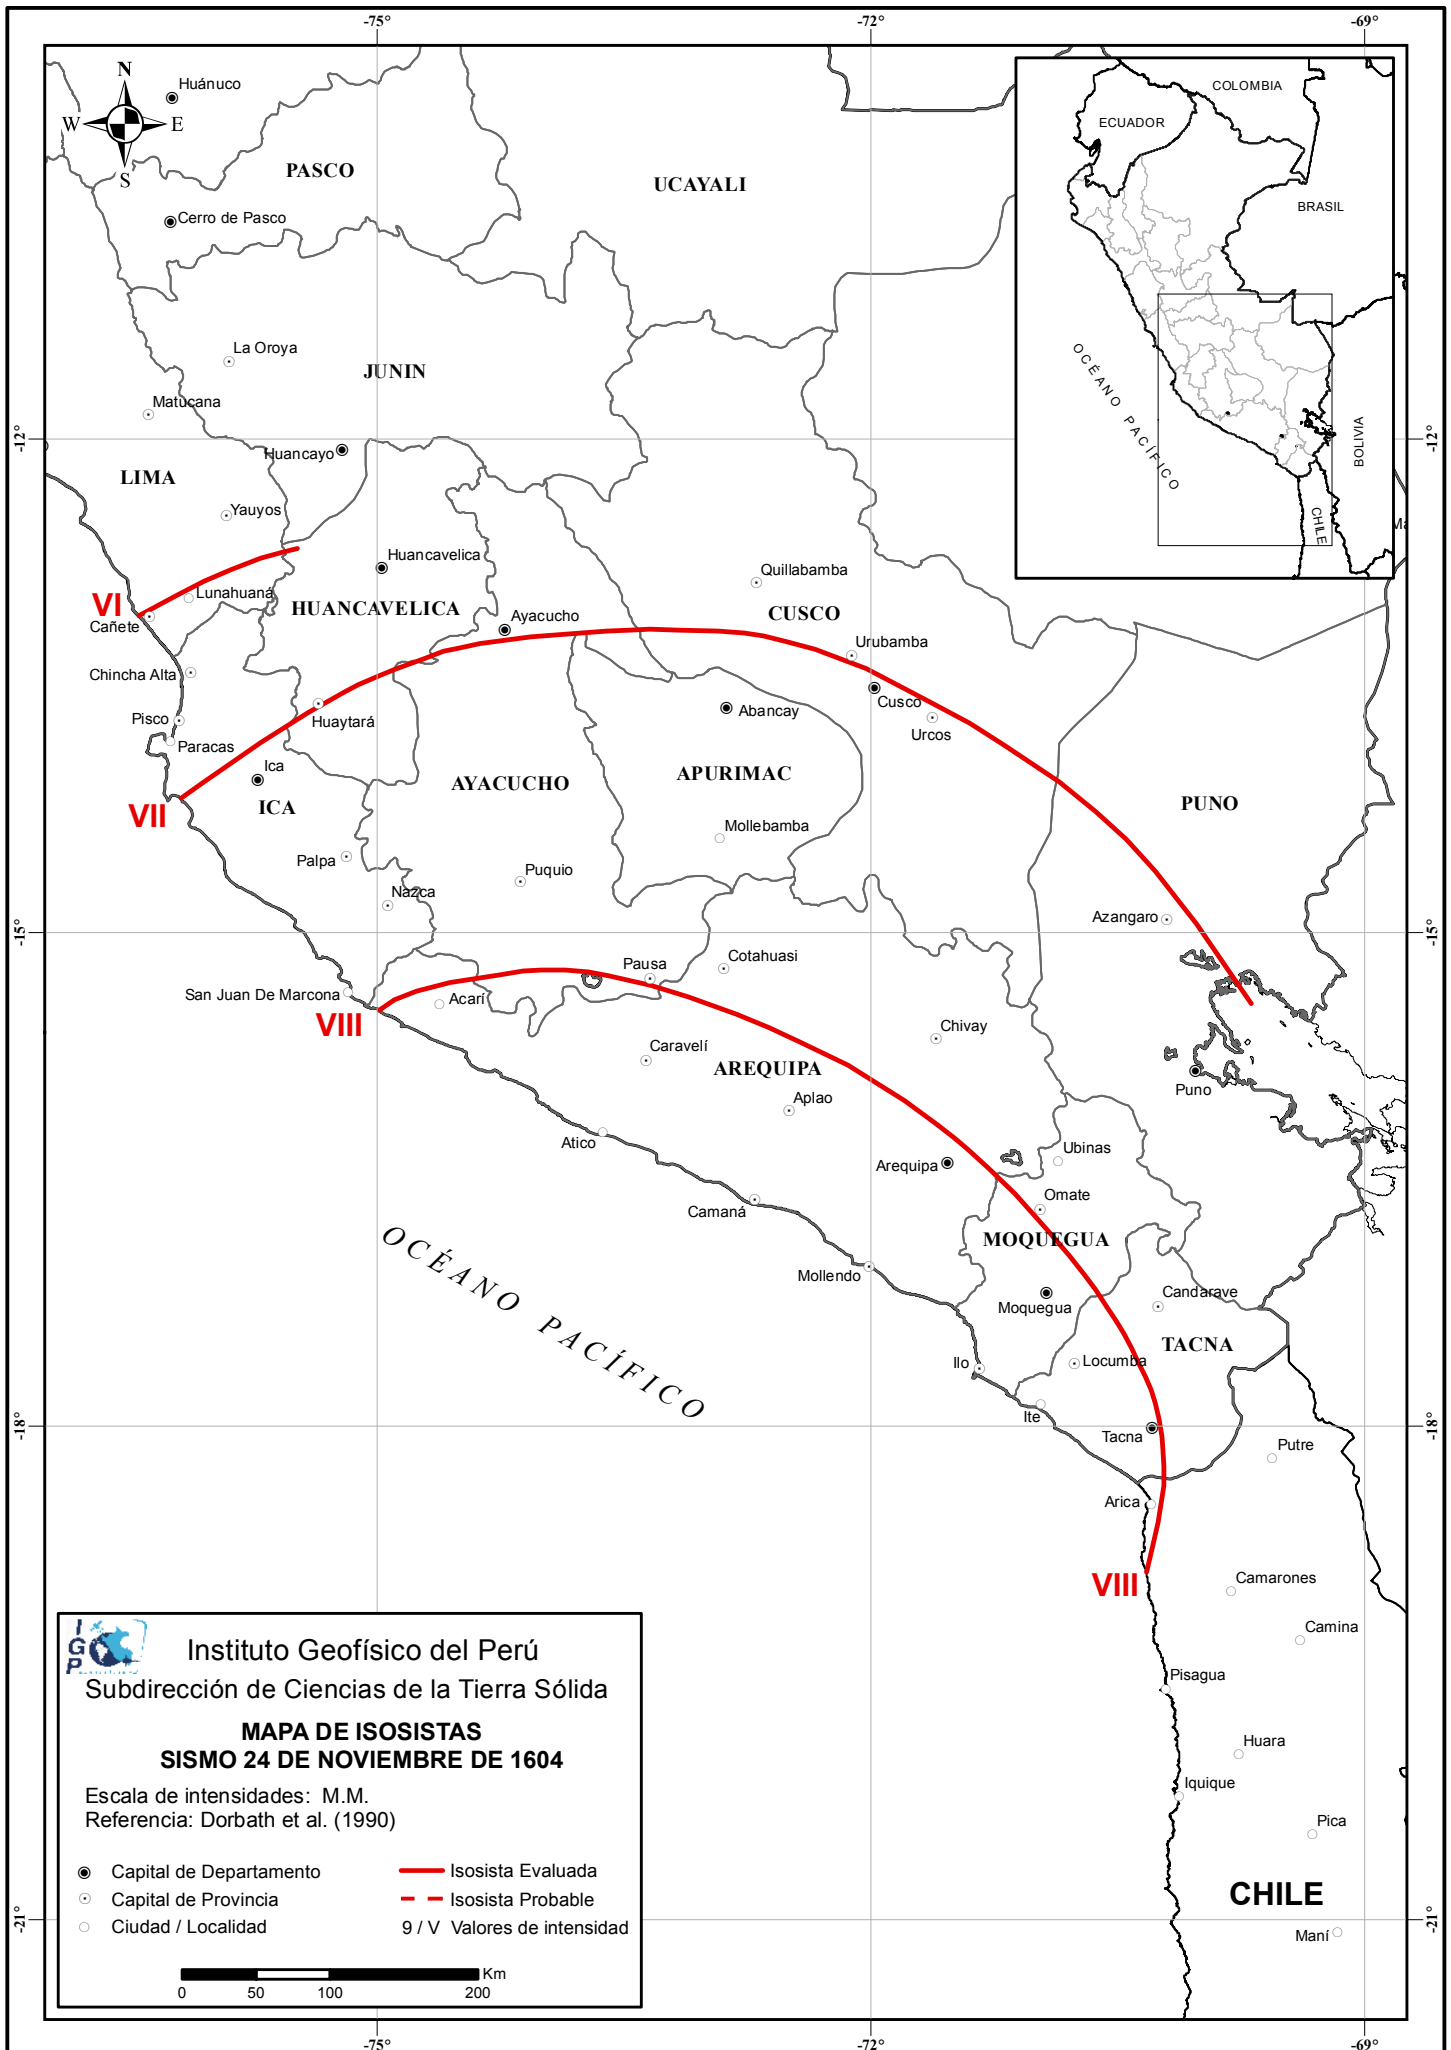 -75°
-72°
-69°
N
W
E
S
Huánuco
PASCO
UCAYALI
Cerro de Pasco
COLOMBIA
ECUADOR
BRASIL
OCÉANO PACÍFICO
BOLIVIA
CHILE
La Oroya
JUNIN
Matucana
-12°
-12°
Huancayo
LIMA
Yauyos
Huancavelica
Quillabamba
Lunahuaná
VI
HUANCAVELICA
CUSCO
Cañete
Ayacucho
Urubamba
Chincha Alta
Cusco
Pisco
Huaytará
Abancay
Urcos
Paracas
Ica
APURIMAC
AYACUCHO
PUNO
ICA
VII
Mollebamba
Palpa
Puquio
Nazca
Azangaro
-15°
-15°
Cotahuasi
Pausa
San Juan De Marcona
Acarí
VIII
Chivay
Caravelí
AREQUIPA
Puno
Aplao
Atico
Ubinas
Arequipa
Omate
Camaná
MOQUEGUA
OCÉANO PACÍFICO
Mollendo
Candarave
Moquegua
TACNA
Ilo
Locumba
Ite
-18°
-18°
Tacna
Putre
Arica
VIII
Camarones
Camina
Pisagua
Huara
Iquique
Pica
CHILE
Maní
-21°
-21°
IGP
Instituto Geofísico del Perú
Subdirección de Ciencias de la Tierra Sólida
MAPA DE ISOSISTAS
SISMO 24 DE NOVIEMBRE DE 1604
Escala de intensidades: M.M.
Referencia: Dorbath et al. (1990)
Capital de Departamento
Isosista Evaluada
Capital de Provincia
Isosista Probable
Ciudad / Localidad
9 / V Valores de intensidad
Km
0 50 100 200
-75°
-72°
-69°